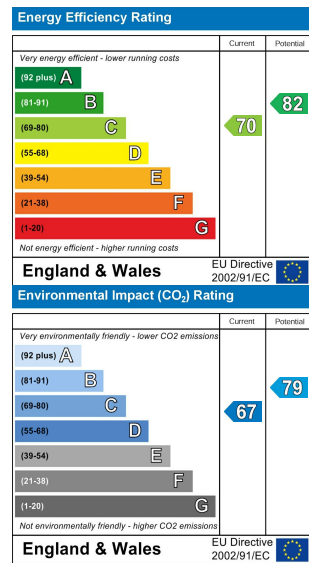 Energy Efficiency Rating
Current Potential
Very energy efficient - lower running costs
(92 plus) A
(81-91) B
82
(69-80) C
70
(55-68) D
(39-54) E
(21-38) F
(1-20) G
Not energy efficient - higher running costs
England & Wales
EU Directive
2002/91/EC
Environmental Impact (CO₂) Rating
Current Potential
Very environmentally friendly - lower CO2 emissions
(92 plus) A
(81-91) B
79
(69-80) C
67
(55-68) D
(39-54) E
(21-38) F
(1-20) G
Not environmentally friendly - higher CO2 emissions
England & Wales
EU Directive
2002/91/EC